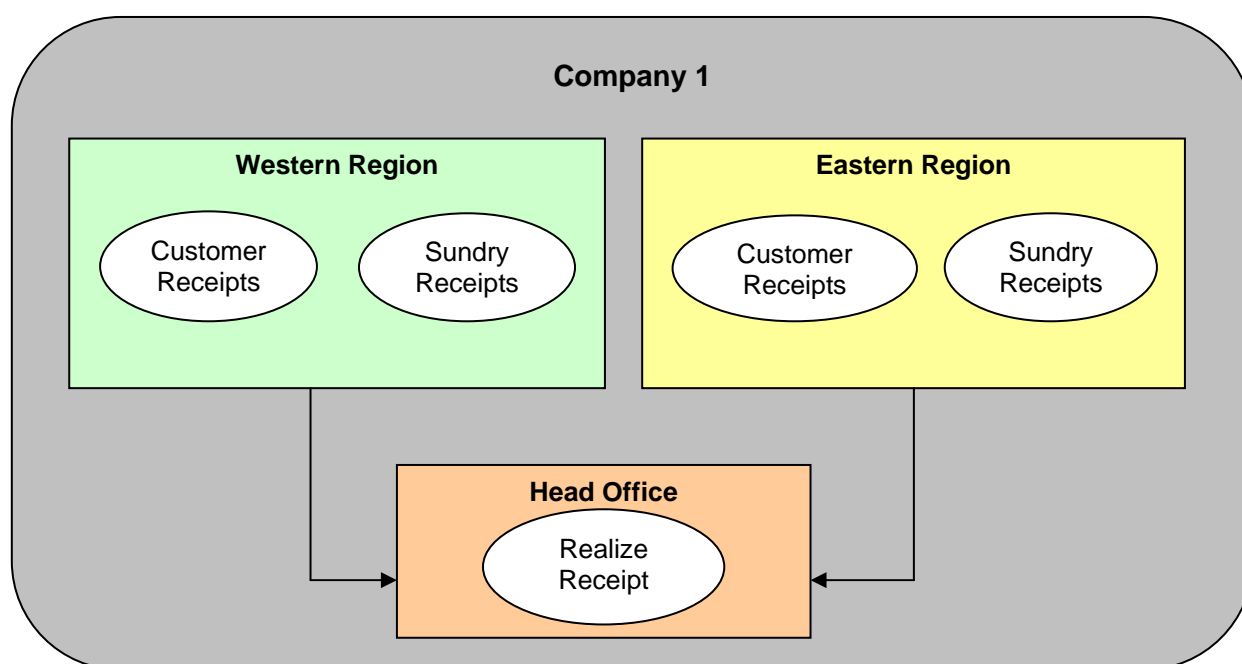 Company 1
Western Region
Customer
Receipts
Sundry
Receipts
Eastern Region
Customer
Receipts
Sundry
Receipts
Head Office
Realize
Receipt